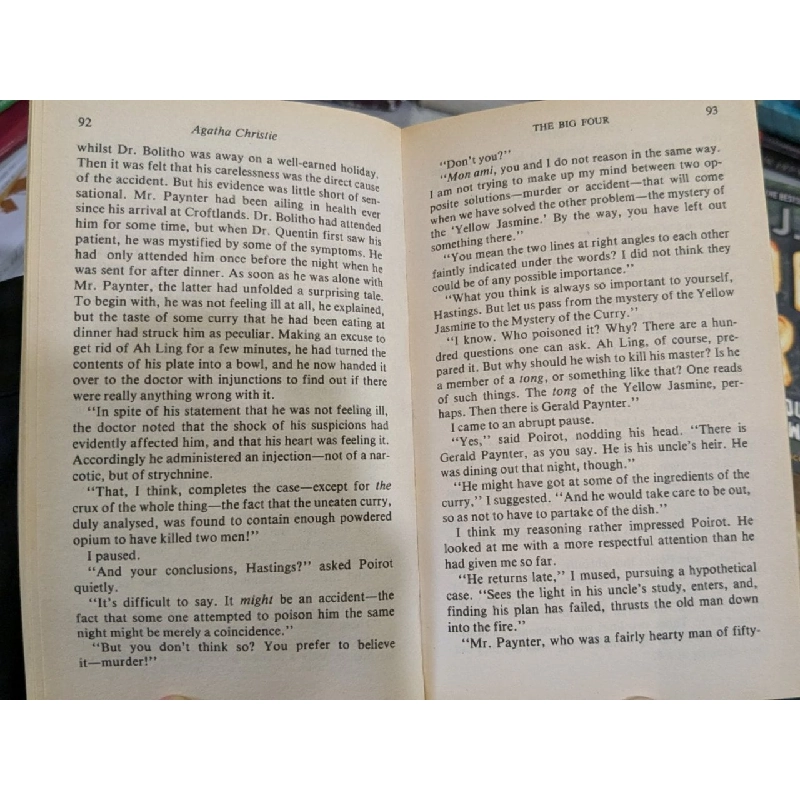 92
Agatha Christie
whilst Dr. Bolitho was away on a well-earned holiday.
Then it was felt that his carelessness was the direct cause
of the accident. But his evidence was little short of sen-
sational. Mr. Paynter had been ailing in health ever
since his arrival at Croftlands. Dr. Bolitho had attended
him for some time, but when Dr. Quentin first saw his
patient, he was mystified by some of the symptoms. He
had only attended him once before the night when he
was sent for after dinner. As soon as he was alone with
Mr. Paynter, the latter had unfolded a surprising tale.
To begin with, he was not feeling ill at all, he explained,
but the taste of some curry that he had been eating at
dinner had struck him as peculiar. Making an excuse to
get rid of Ah Ling for a few minutes, he had turned the
contents of his plate into a bowl, and he now handed it
over to the doctor with injunctions to find out if there
were really anything wrong with it.
“In spite of his statement that he was not feeling ill,
the doctor noted that the shock of his suspicions had
evidently affected him, and that his heart was feeling it.
Accordingly he administered an injection—not of a nar-
cotic, but of strychnine.
“That, I think, completes the case—except for the
crux of the whole thing—the fact that the uneaten curry,
duly analysed, was found to contain enough powdered
opium to have killed two men!”
I paused.
“And your conclusions, Hastings?” asked Poirot
quietly.
“It's difficult to say. It might be an accident—the
fact that some one attempted to poison him the same
night might be merely a coincidence.”
“But you don't think so? You prefer to believe
it—murder!”
THE BIG FOUR
93
“Don't you?”
“Mon ami, you and I do not reason in the same way.
I am not trying to make up my mind between two op-
posite solutions—murder or accident—that will come
when we have solved the other problem—the mystery of
the ‘Yellow Jasmine.’ By the way, you have left out
something there.”
“You mean the two lines at right angles to each other
faintly indicated under the words? I did not think they
could be of any possible importance.”
“What you think is always so important to yourself,
Hastings. But let us pass from the mystery of the Yellow
Jasmine to the Mystery of the Curry.”
“I know. Who poisoned it? Why? There are a hun-
dred questions one can ask. Ah Ling, of course, pre-
pared it. But why should he wish to kill his master? Is he
a member of a tong, or something like that? One reads
of such things. The tong of the Yellow Jasmine, per-
haps. Then there is Gerald Paynter.”
I came to an abrupt pause.
“Yes,” said Poirot, nodding his head. “There is
Gerald Paynter, as you say. He is his uncle's heir. He
was dining out that night, though.”
“He might have got at some of the ingredients of the
curry,” I suggested. “And he would take care to be out,
so as not to have to partake of the dish.”
I think my reasoning rather impressed Poirot. He
looked at me with a more respectful attention than he
had given me so far.
“He returns late,” I mused, pursuing a hypothetical
case. “Sees the light in his uncle's study, enters, and,
finding his plan has failed, thrusts the old man down
into the fire.”
“Mr. Paynter, who was a fairly hearty man of fifty-